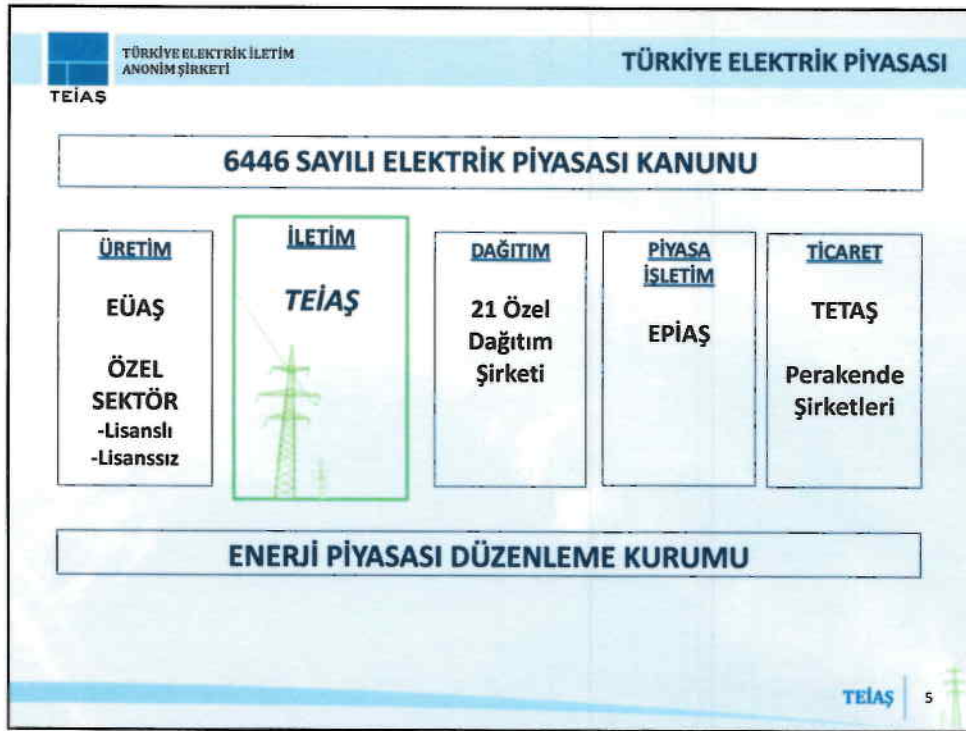 TÜRKİYE ELEKTRİK İLETİM
ANONİM ŞİRKETİ
TEİAŞ
TÜRKİYE ELEKTRİK PİYASASI
6446 SAYILI ELEKTRİK PİYASASI KANUNU
ÜRETİM
EÜAŞ
ÖZEL
SEKTÖR
-Lisanslı
-Lisanssız
İLETİM
TEİAŞ
DAĞITIM
21 Özel
Dağıtım
Şirketi
PİYASA
İŞLETİM
EPİAŞ
TİCARET
TETAŞ
Perakende
Şirketleri
ENERJİ PİYASASI DÜZENLEME KURUMU
TEİAŞ
5